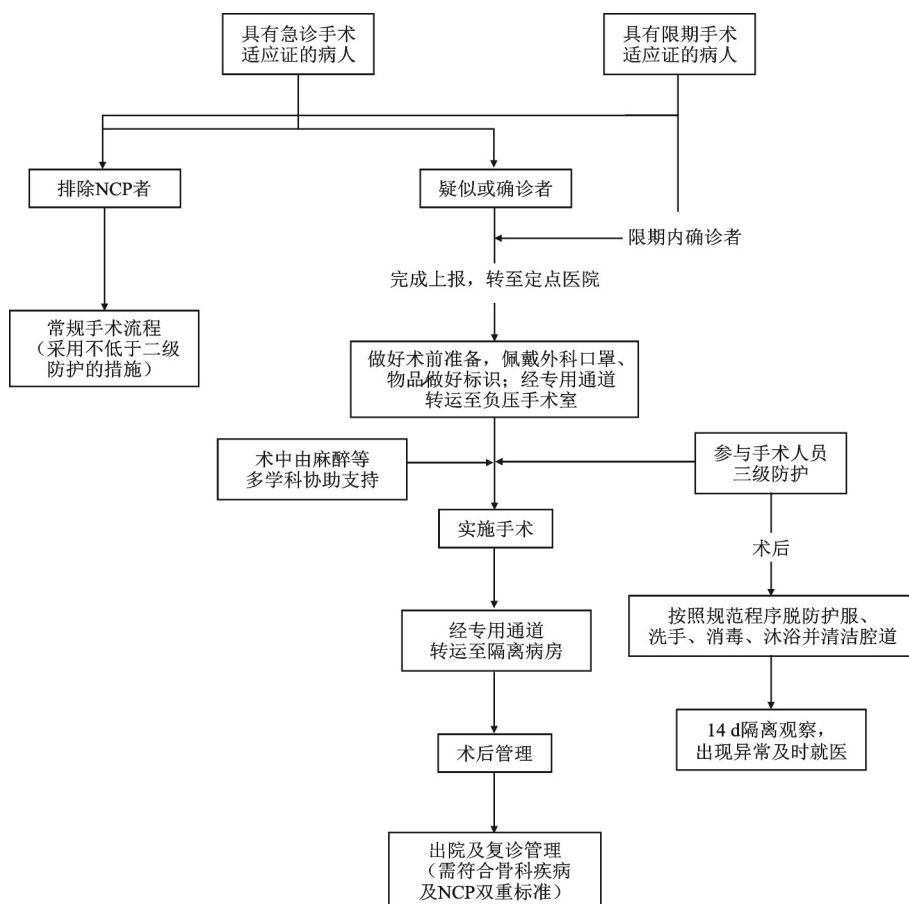 具有急诊手术
适应证的病人
具有限期手术
适应证的病人
排除NCP者
疑似或确诊者
限期内确诊者
完成上报，转至定点医院
常规手术流程
（采用不低于二级
防护的措施）
做好术前准备，佩戴外科口罩、
物品做好标识；经专用通道
转运至负压手术室
术中由麻醉等
多学科协助支持
参与手术人员
三级防护
实施手术
术后
经专用通道
转运至隔离病房
按照规范程序脱防护服、
洗手、消毒、沐浴并清洁腔道
术后管理
14 d隔离观察，
出现异常及时就医
出院及复诊管理
（需符合骨科疾病
及NCP双重标准）